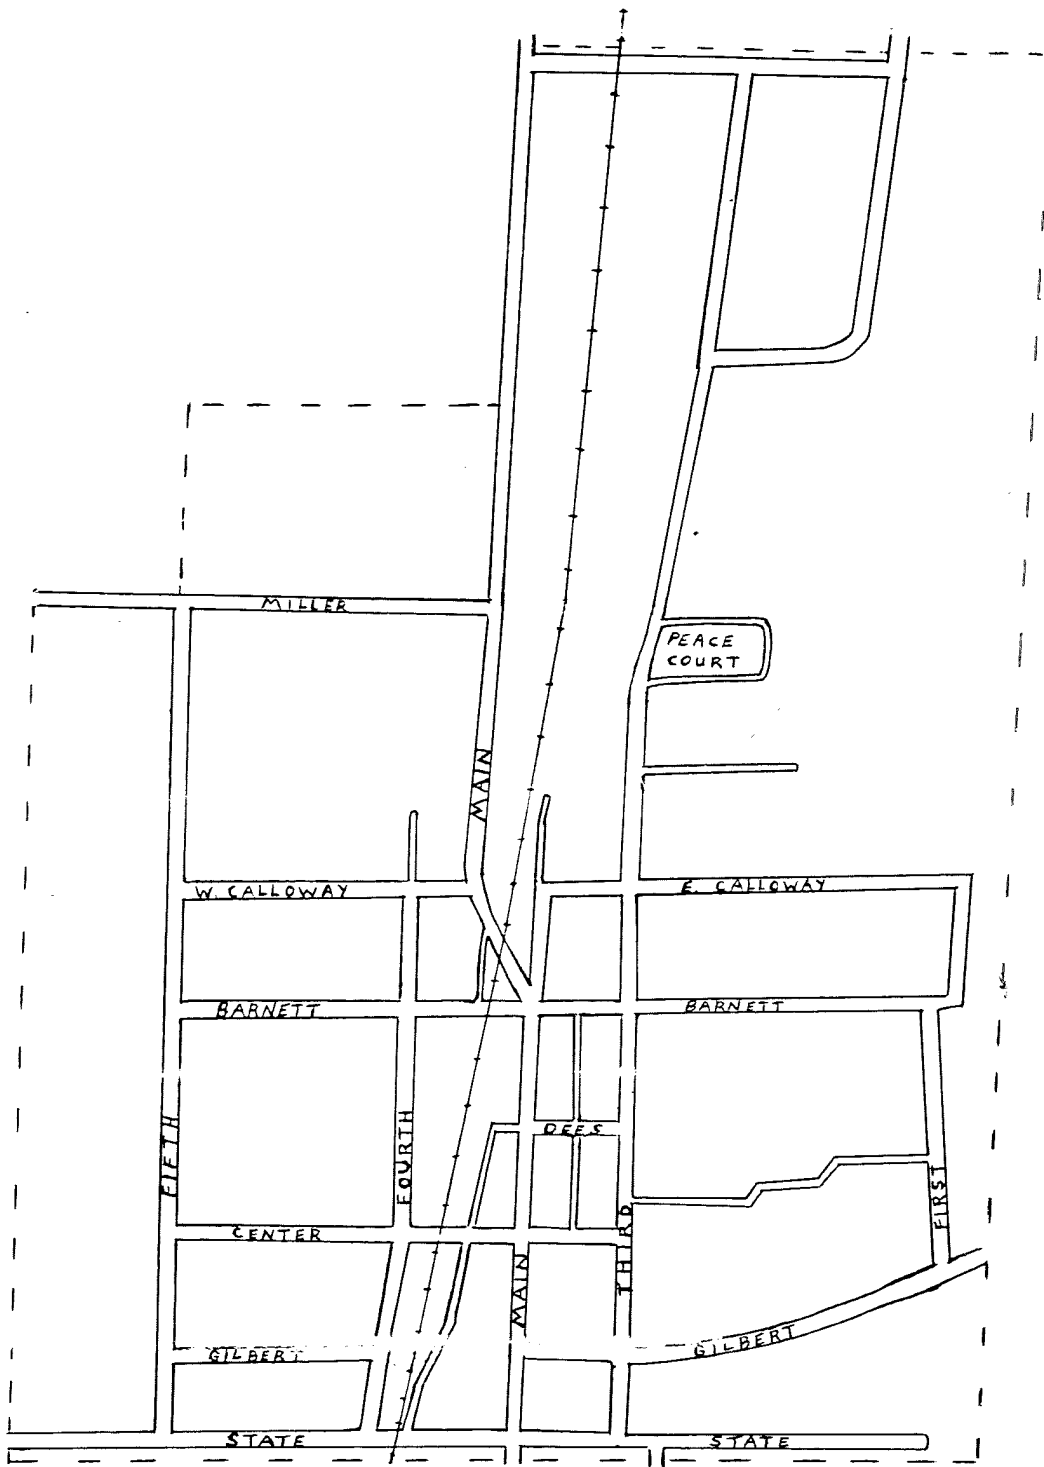 MILLER
PEACE
COURT
MAIN
W. CALLOWAY
E. CALLOWAY
BARNETT
BARNETT
DEES
FIFTH
FOURTH
FIRST
THIRD
CENTER
MAIN
GILBERT
GILBERT
STATE
STATE